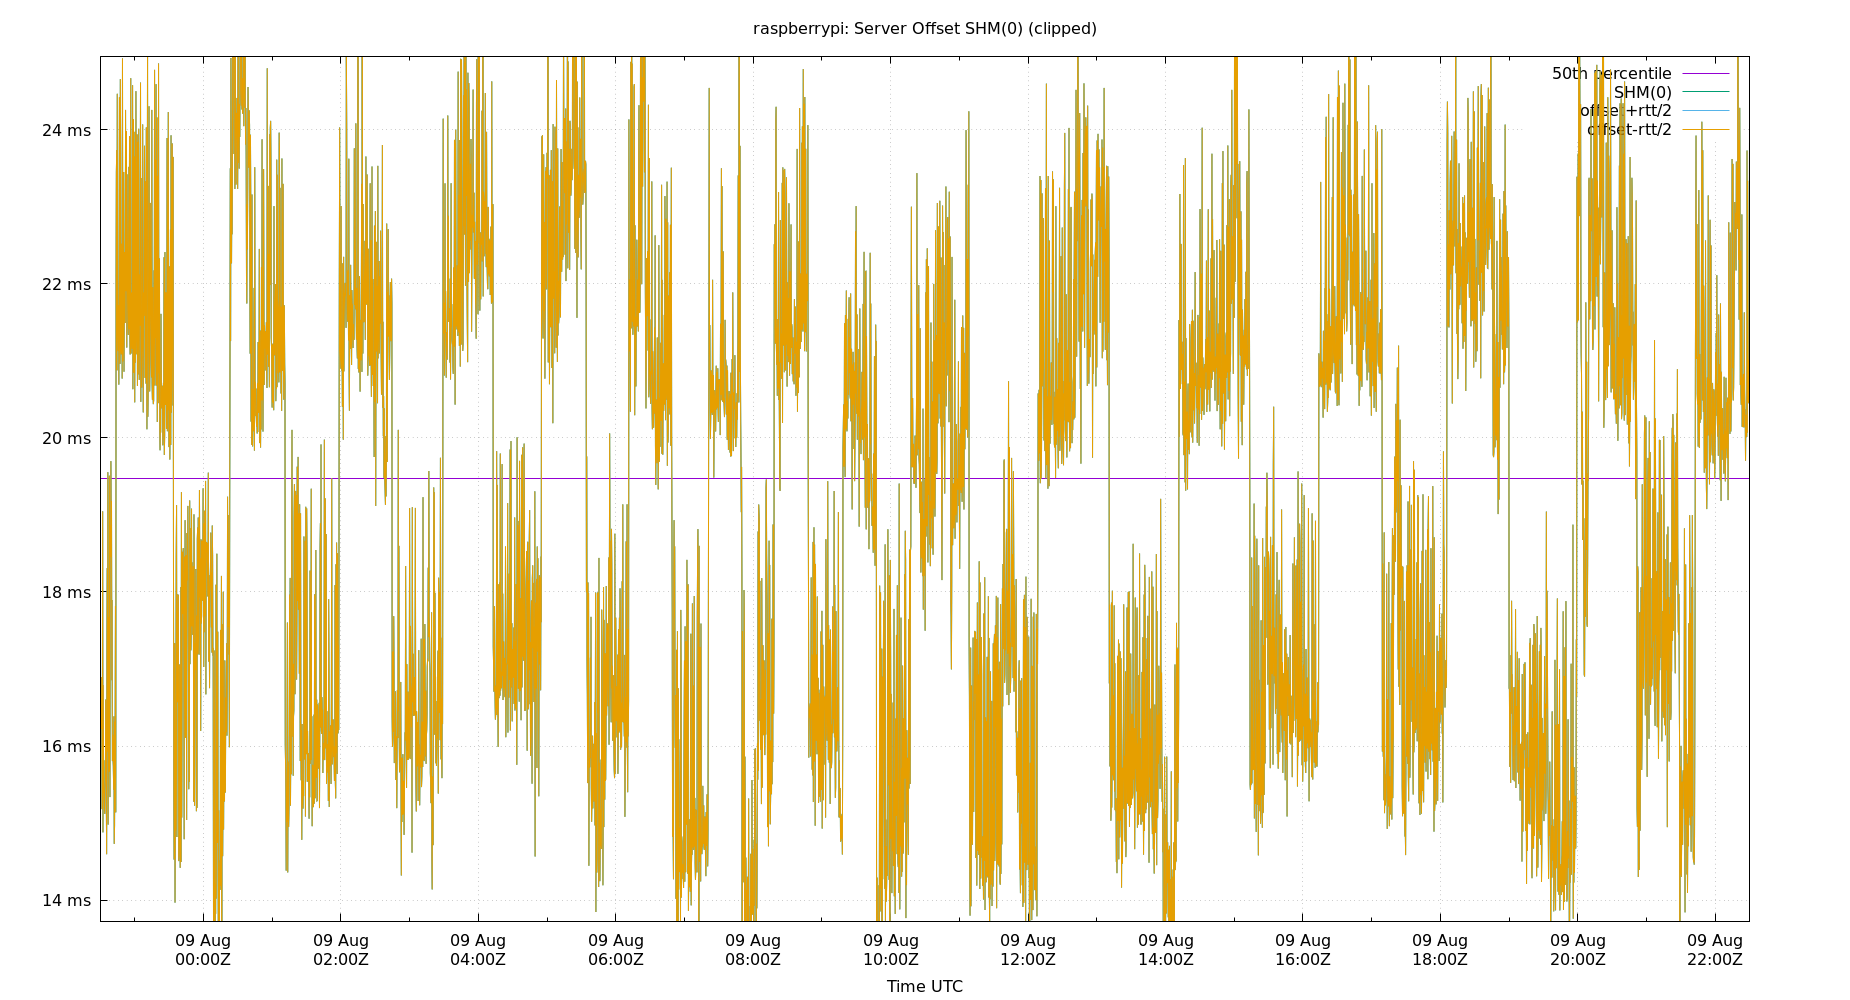 raspberrypi: Server Offset SHM(0) (clipped)
50th percentile
SHM(0)
offset+rtt/2
offset-rtt/2
24 ms
22 ms
20 ms
18 ms
16 ms
14 ms
09 Aug 09 Aug 09 Aug 09 Aug 09 Aug 09 Aug 09 Aug 09 Aug 09 Aug 09 Aug 09 Aug 09 Aug
00:00Z 02:00Z 04:00Z 06:00Z 08:00Z 10:00Z 12:00Z 14:00Z 16:00Z 18:00Z 20:00Z 22:00Z
Time UTC